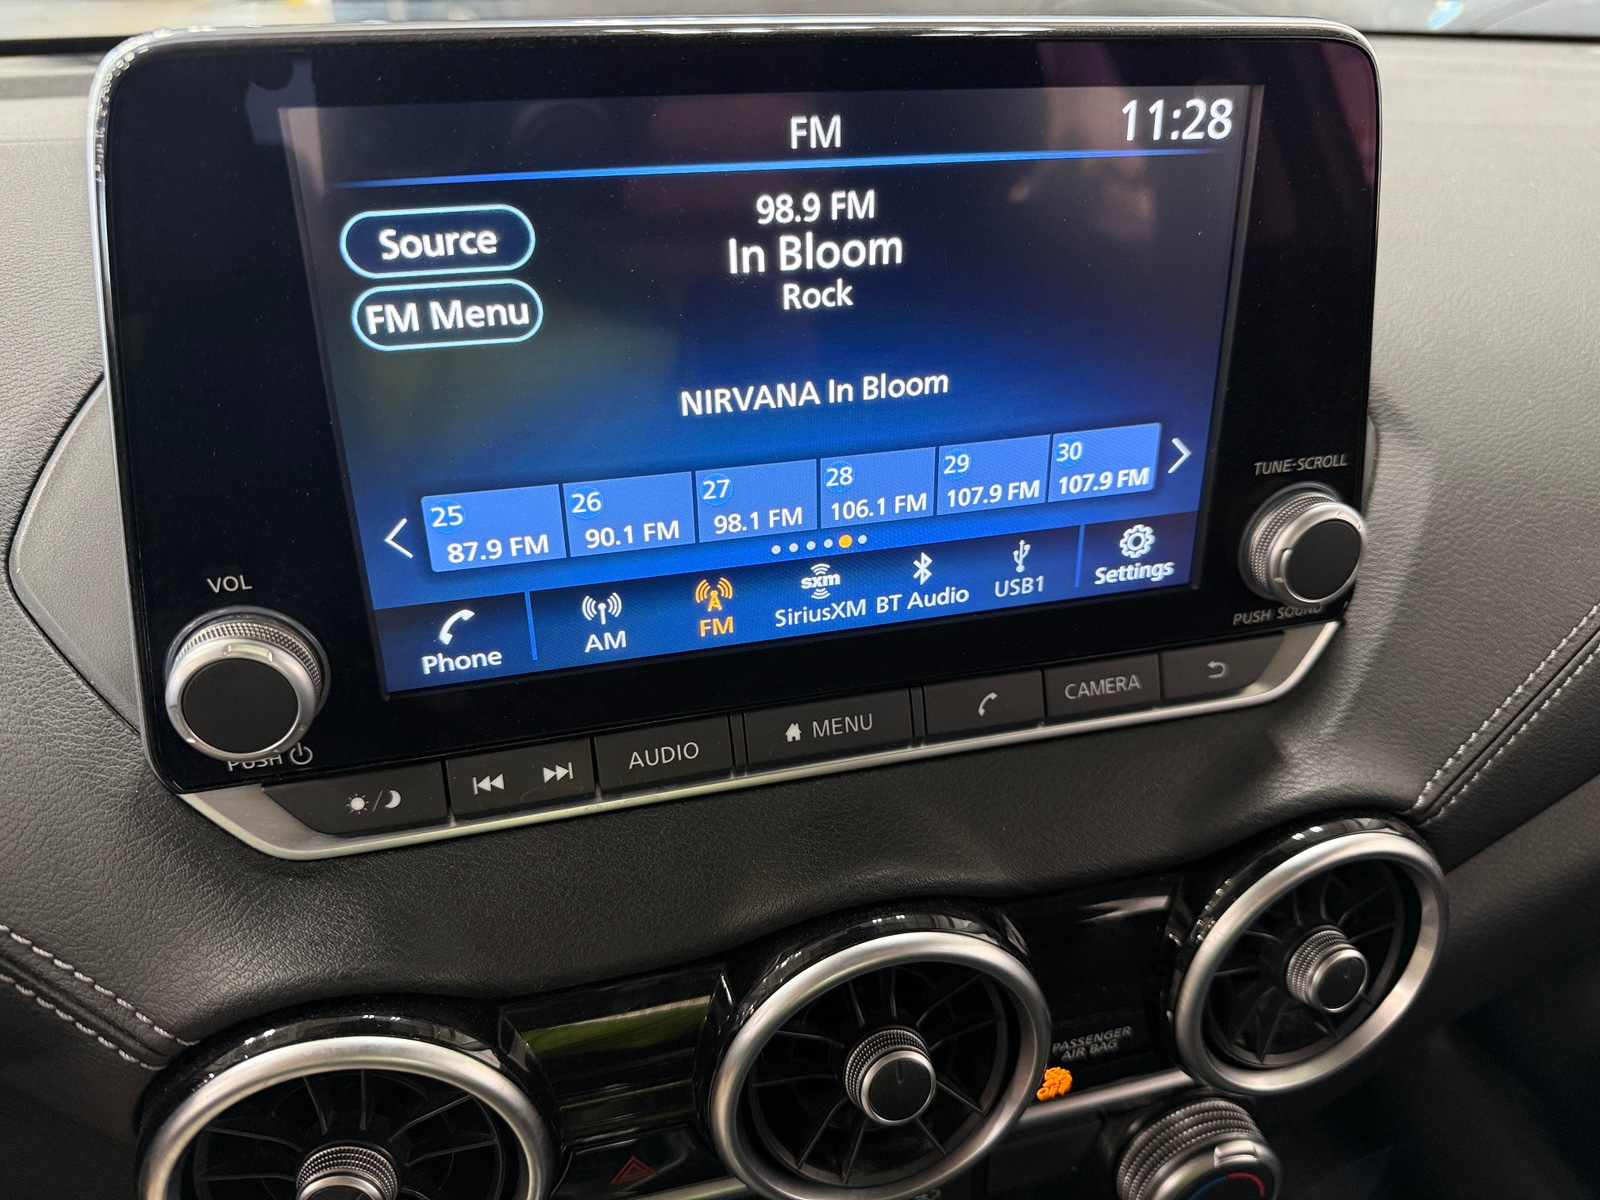 FM
11:28
Source
FM Menu
98.9 FM
In Bloom
Rock
NIRVANA In Bloom
25
87.9 FM
26
90.1 FM
27
98.1 FM
28
106.1 FM
29
107.9 FM
30
107.9 FM
Phone
AM
FM
sxm
SiriusXM
BT Audio
USB1
Settings
VOL
PUSH
TUNE·SCROLL
PUSH SOUND
AUDIO
MENU
CAMERA
PASSENGER
AIR BAG